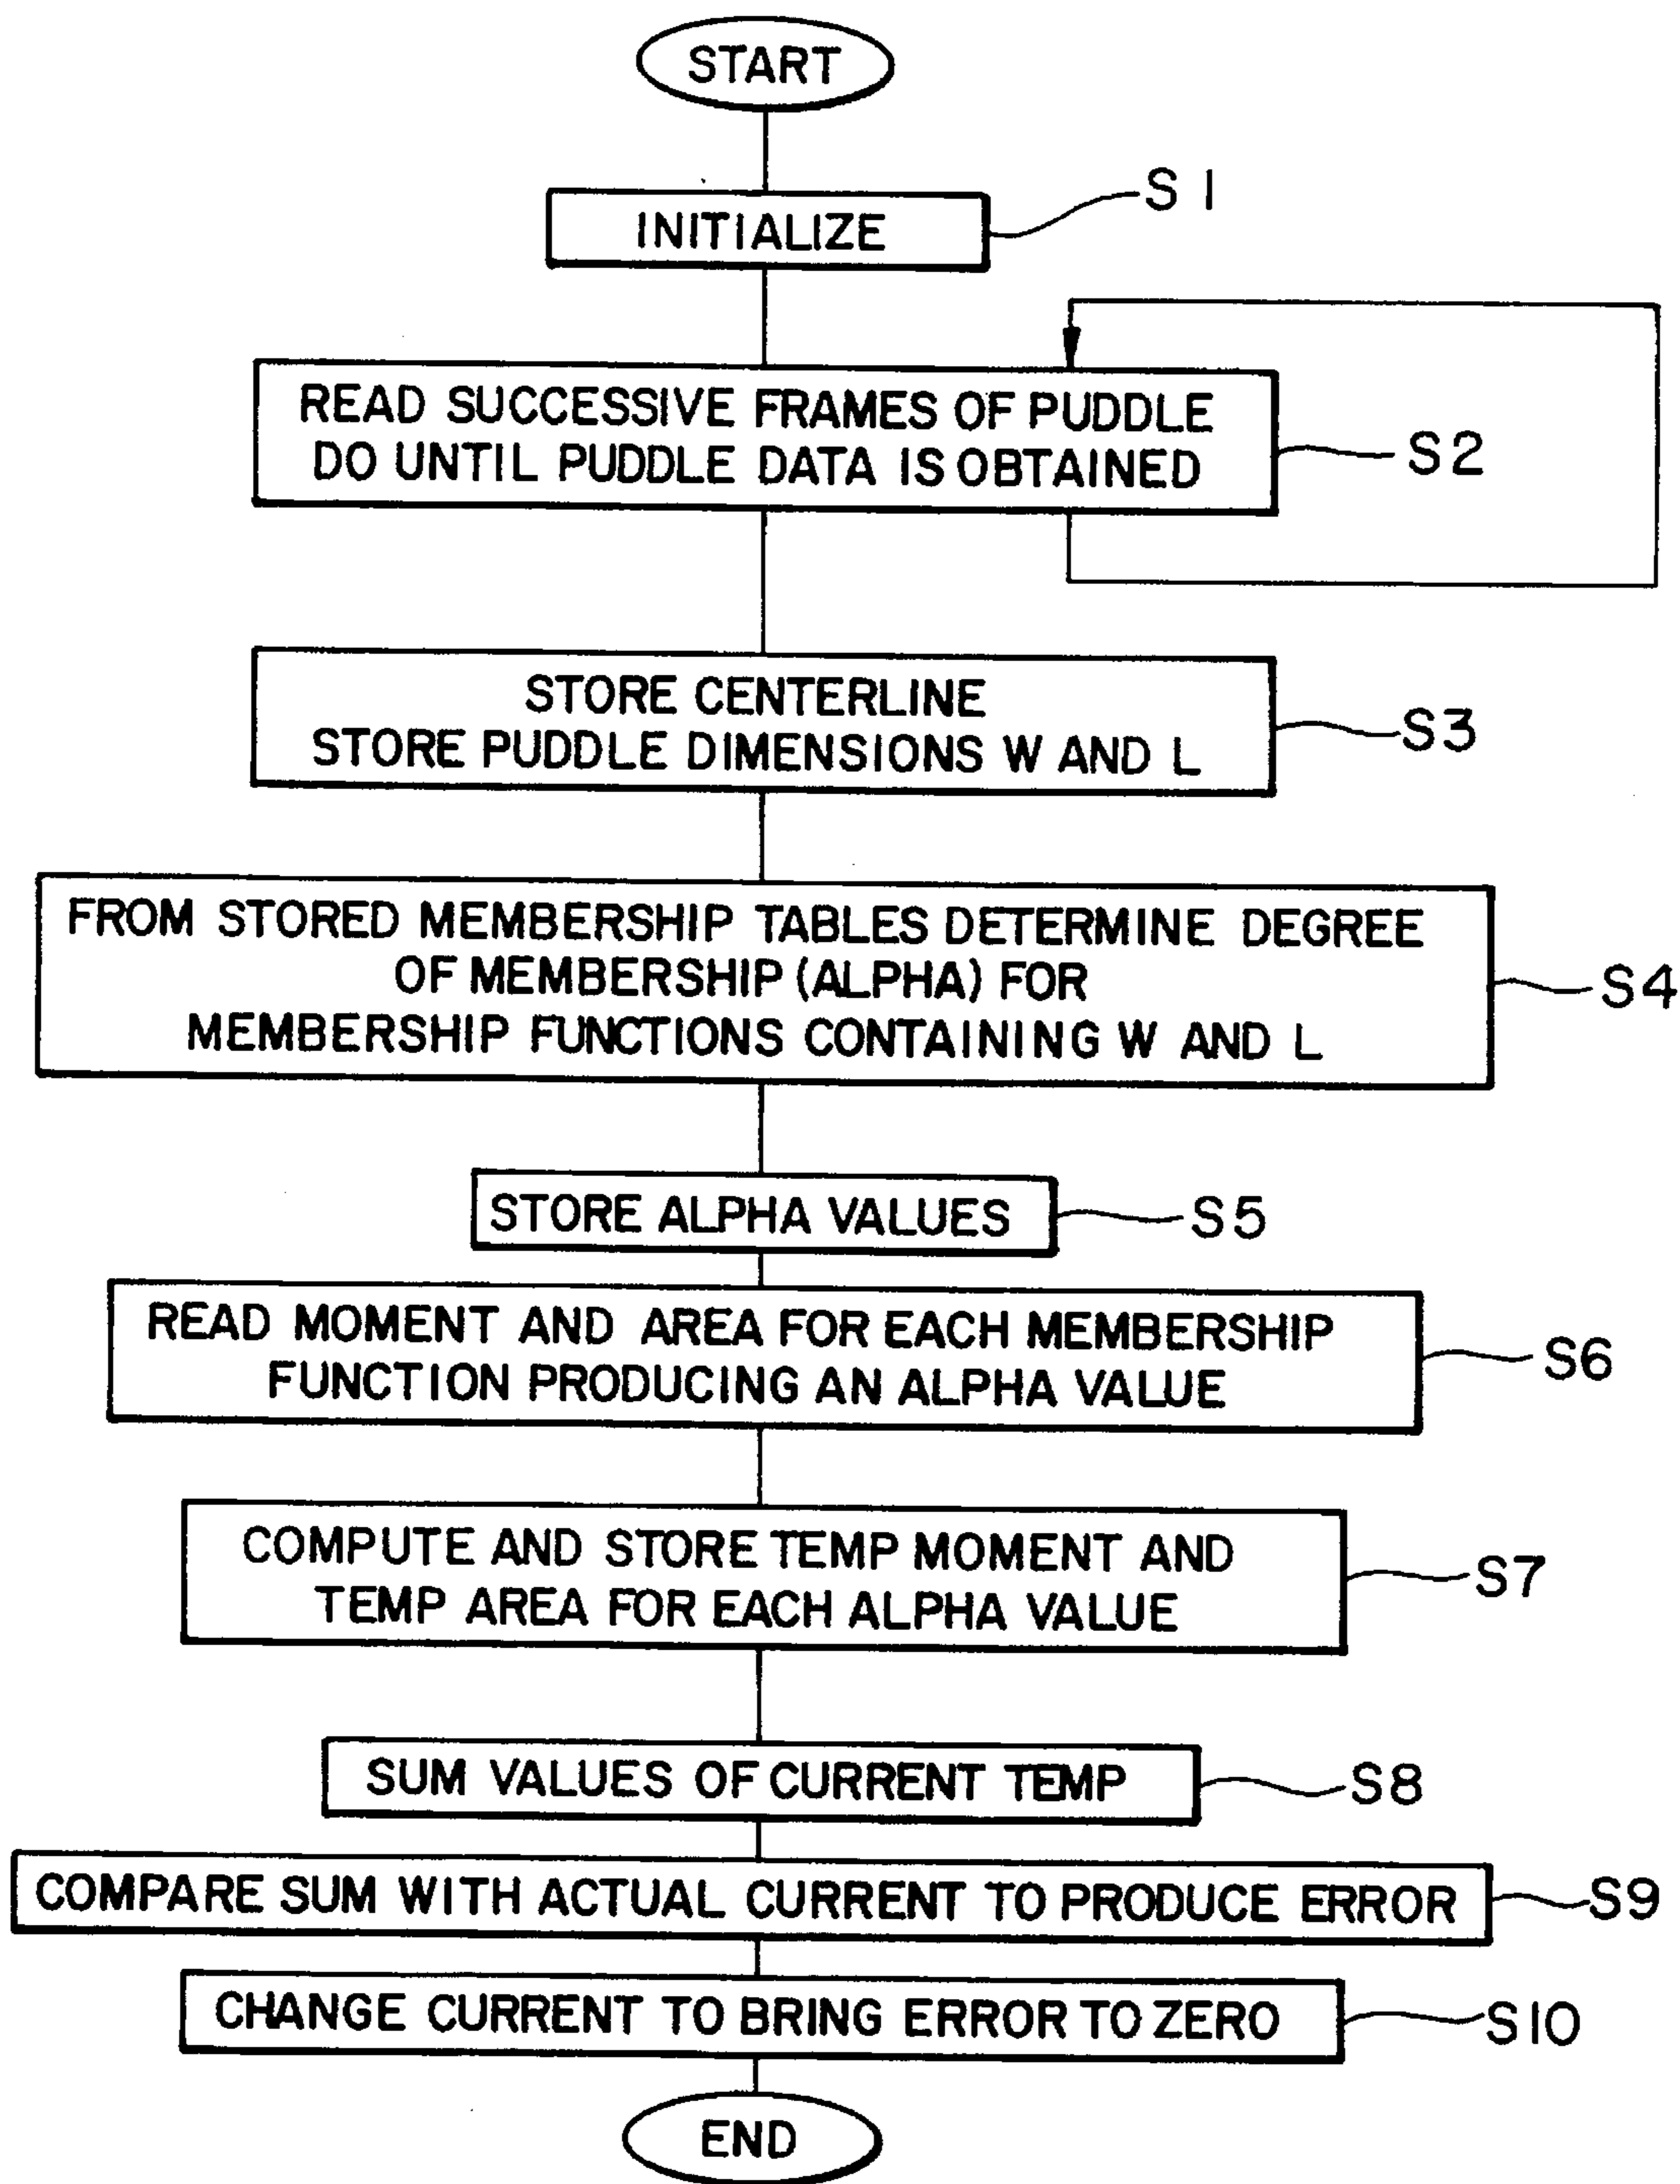 START
INITIALIZE
S1
READ SUCCESSIVE FRAMES OF PUDDLE
DO UNTIL PUDDLE DATA IS OBTAINED
S2
STORE CENTERLINE
STORE PUDDLE DIMENSIONS W AND L
S3
FROM STORED MEMBERSHIP TABLES DETERMINE DEGREE
OF MEMBERSHIP (ALPHA) FOR
MEMBERSHIP FUNCTIONS CONTAINING W AND L
S4
STORE ALPHA VALUES
S5
READ MOMENT AND AREA FOR EACH MEMBERSHIP
FUNCTION PRODUCING AN ALPHA VALUE
S6
COMPUTE AND STORE TEMP MOMENT AND
TEMP AREA FOR EACH ALPHA VALUE
S7
SUM VALUES OF CURRENT TEMP
S8
COMPARE SUM WITH ACTUAL CURRENT TO PRODUCE ERROR
S9
CHANGE CURRENT TO BRING ERROR TO ZERO
S10
END